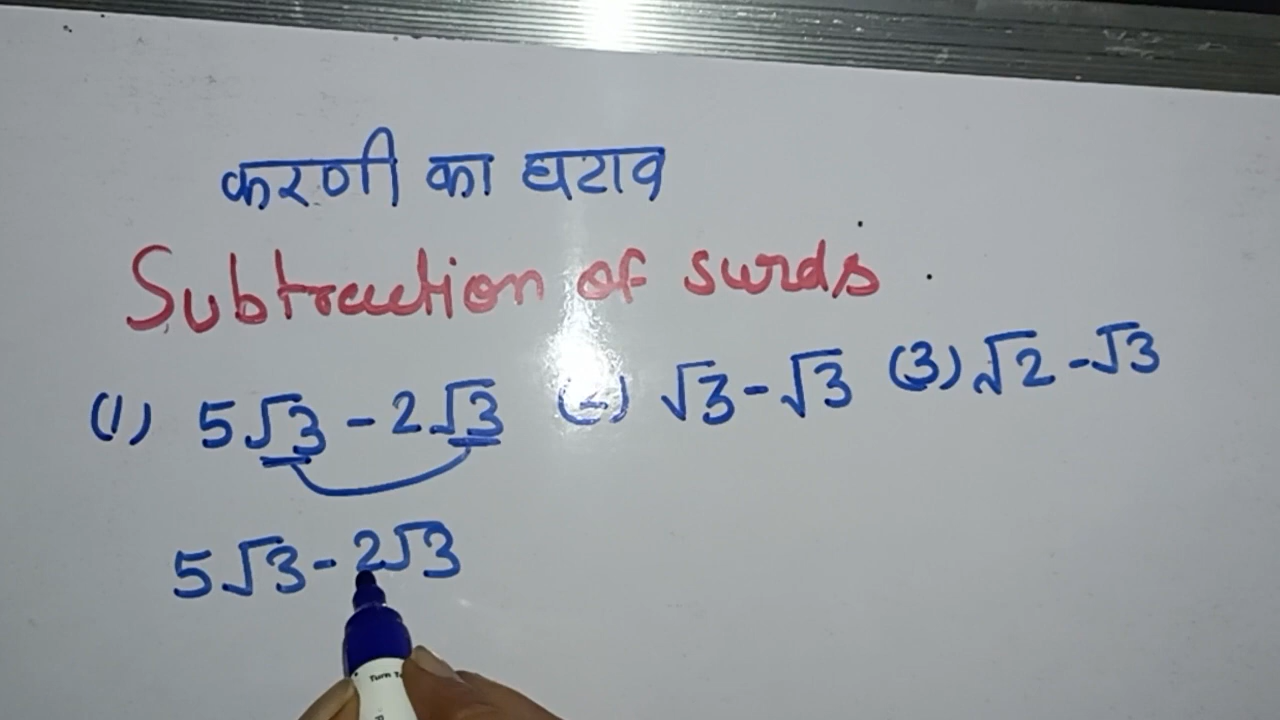 करणी का घटाव
Subtraction of surds
(1) 5√3 - 2√3 (2) √3 - √3 (3) √2 - √3
5√3 - 2√3
Turn